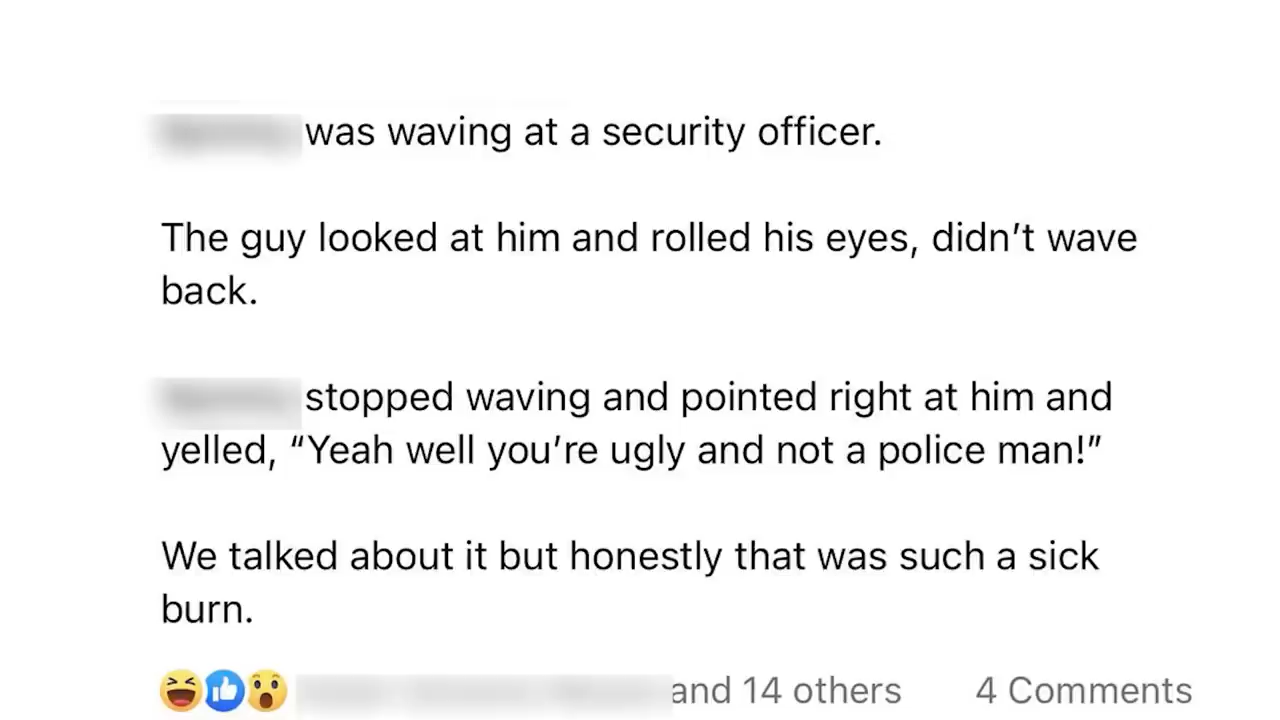 was waving at a security officer.
The guy looked at him and rolled his eyes, didn’t wave
back.
stopped waving and pointed right at him and
yelled, “Yeah well you’re ugly and not a police man!”
We talked about it but honestly that was such a sick
burn.
and 14 others 4 Comments